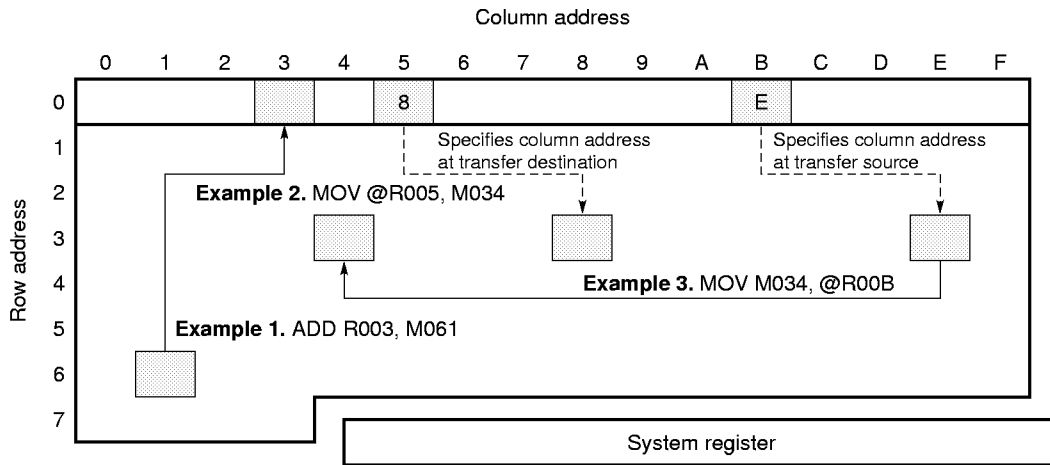 Column address
0 1 2 3 4 5 6 7 8 9 A B C D E F
0 8 E
1 Specifies column address Specifies column address
at transfer destination at transfer source
2 Example 2. MOV @R005, M034
3
4 Example 3. MOV M034, @R00B
5 Example 1. ADD R003, M061
6
7
System register
Row address